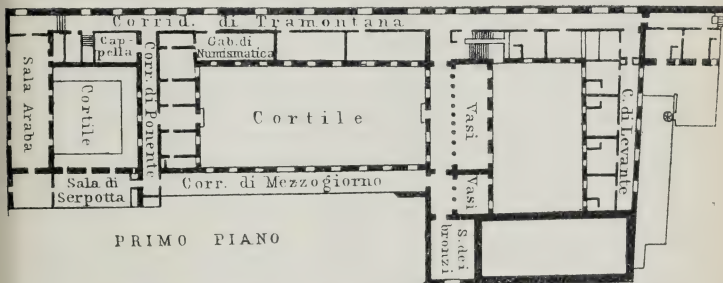 Corrid. di Tramontana
Cap-
pella
Gab. di
Numismatica
Sala Araba
Cortile
Corr. di Ponente
Cortile
Vasi
C. di Levante
Sala di
Serpotta
Corr. di Mezzogiorno
Vasi
S. dei
bronzi
PRIMO PIANO